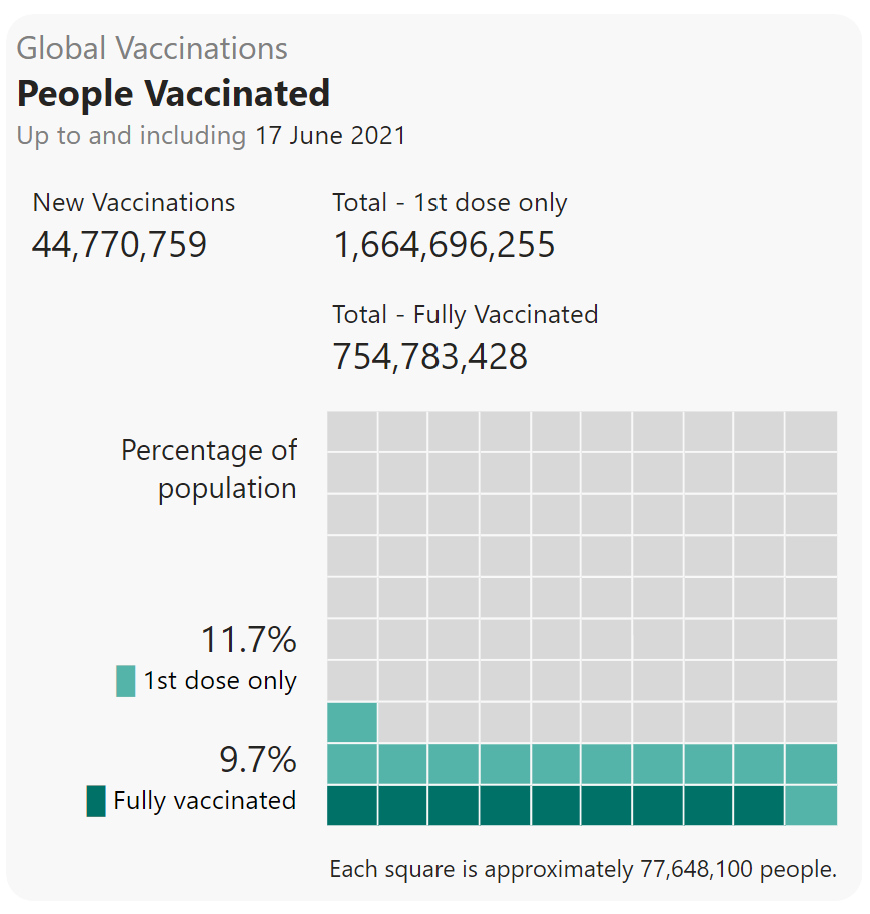 Global Vaccinations
People Vaccinated
Up to and including 17 June 2021
New Vaccinations
44,770,759
Total - 1st dose only
1,664,696,255
Total - Fully Vaccinated
754,783,428
Percentage of
population
11.7%
1st dose only
9.7%
Fully vaccinated
Each square is approximately 77,648,100 people.